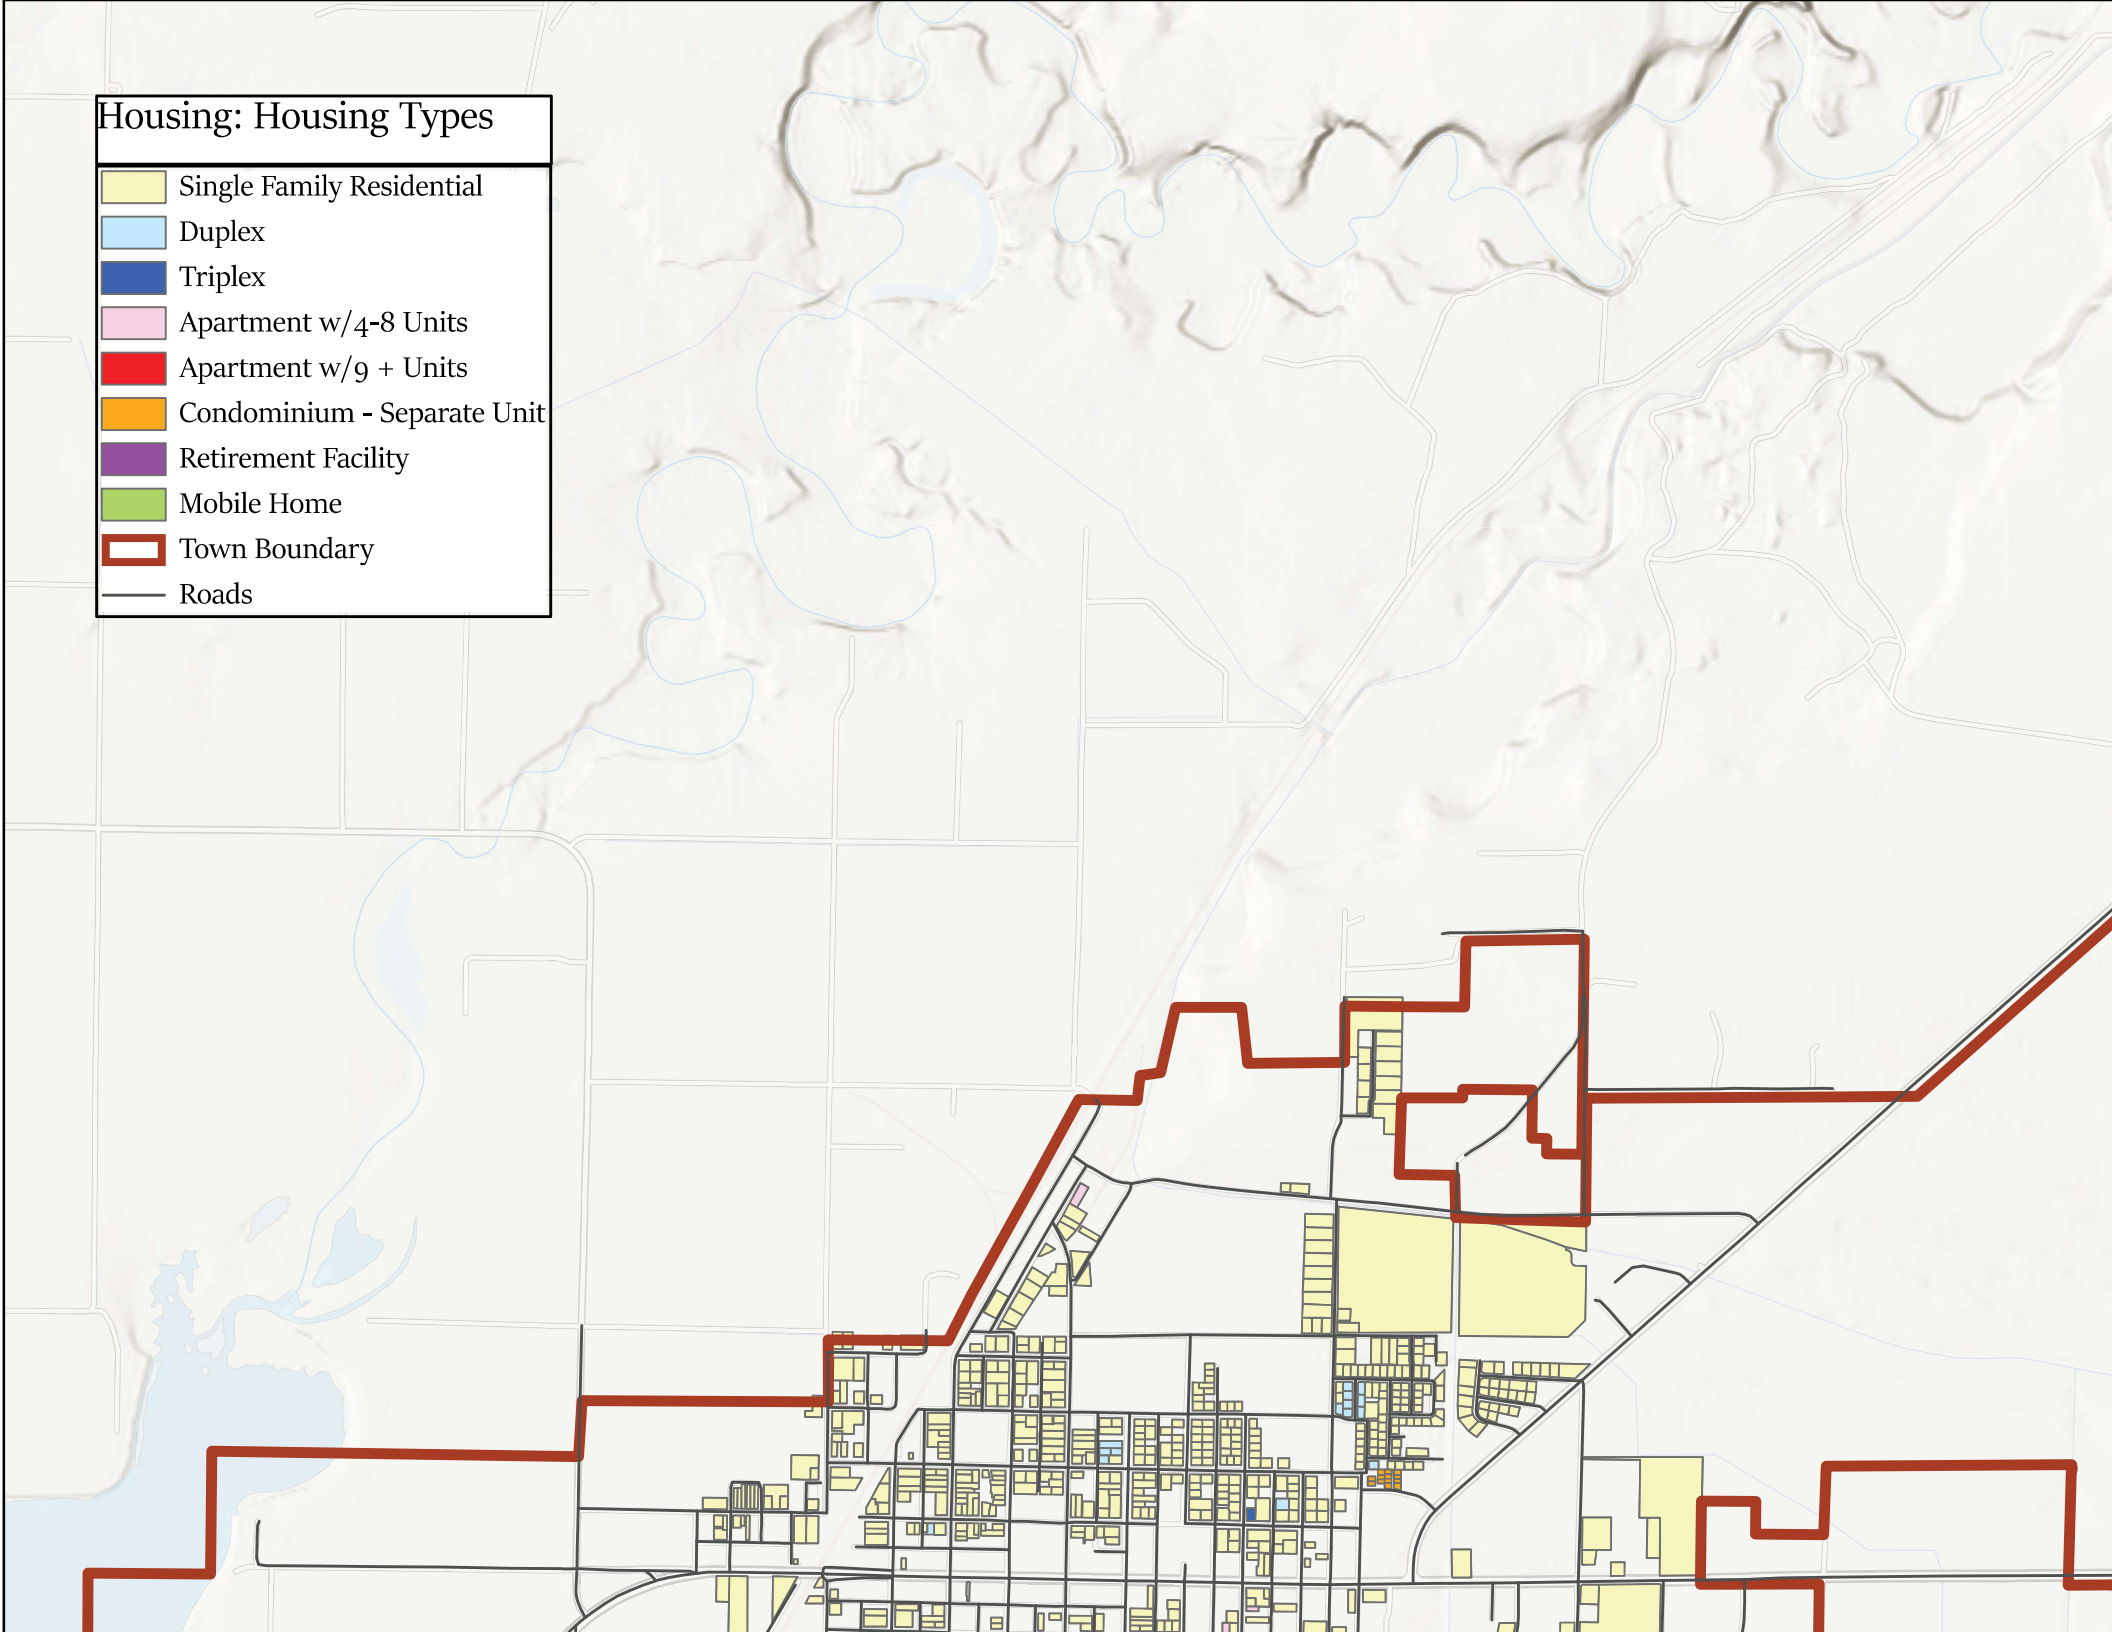 Housing: Housing Types
Single Family Residential
Duplex
Triplex
Apartment w/4-8 Units
Apartment w/9 + Units
Condominium - Separate Unit
Retirement Facility
Mobile Home
Town Boundary
Roads